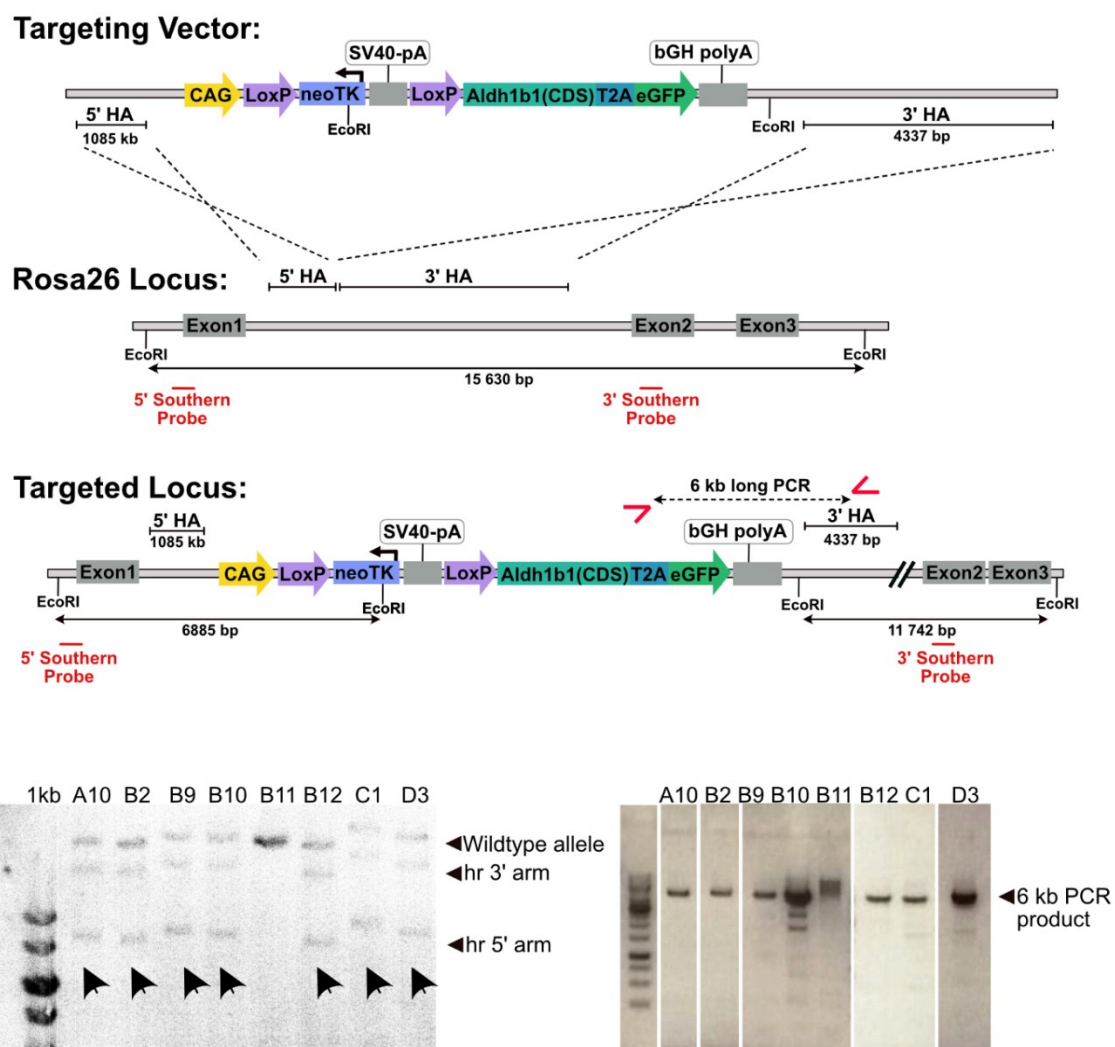 Targeting Vector:
SV40-pA
bGH polyA
CAG
LoxP
neoTK
LoxP
Aldh1b1(CDS)
T2A
eGFP
EcoRI
EcoRI
5' HA
1085 kb
3' HA
4337 bp
Rosa26 Locus:
5' HA
3' HA
Exon1
Exon2
Exon3
EcoRI
EcoRI
15 630 bp
5' Southern
Probe
3' Southern
Probe
Targeted Locus:
6 kb long PCR
5' HA
1085 kb
SV40-pA
bGH polyA
3' HA
4337 bp
Exon1
CAG
LoxP
neoTK
LoxP
Aldh1b1(CDS)
T2A
eGFP
Exon2
Exon3
EcoRI
EcoRI
EcoRI
EcoRI
6885 bp
11 742 bp
5' Southern
Probe
3' Southern
Probe
1kb A10 B2 B9 B10 B11 B12 C1 D3
Wildtype allele
hr 3' arm
hr 5' arm
A10 B2 B9 B10 B11 B12 C1 D3
6 kb PCR
product